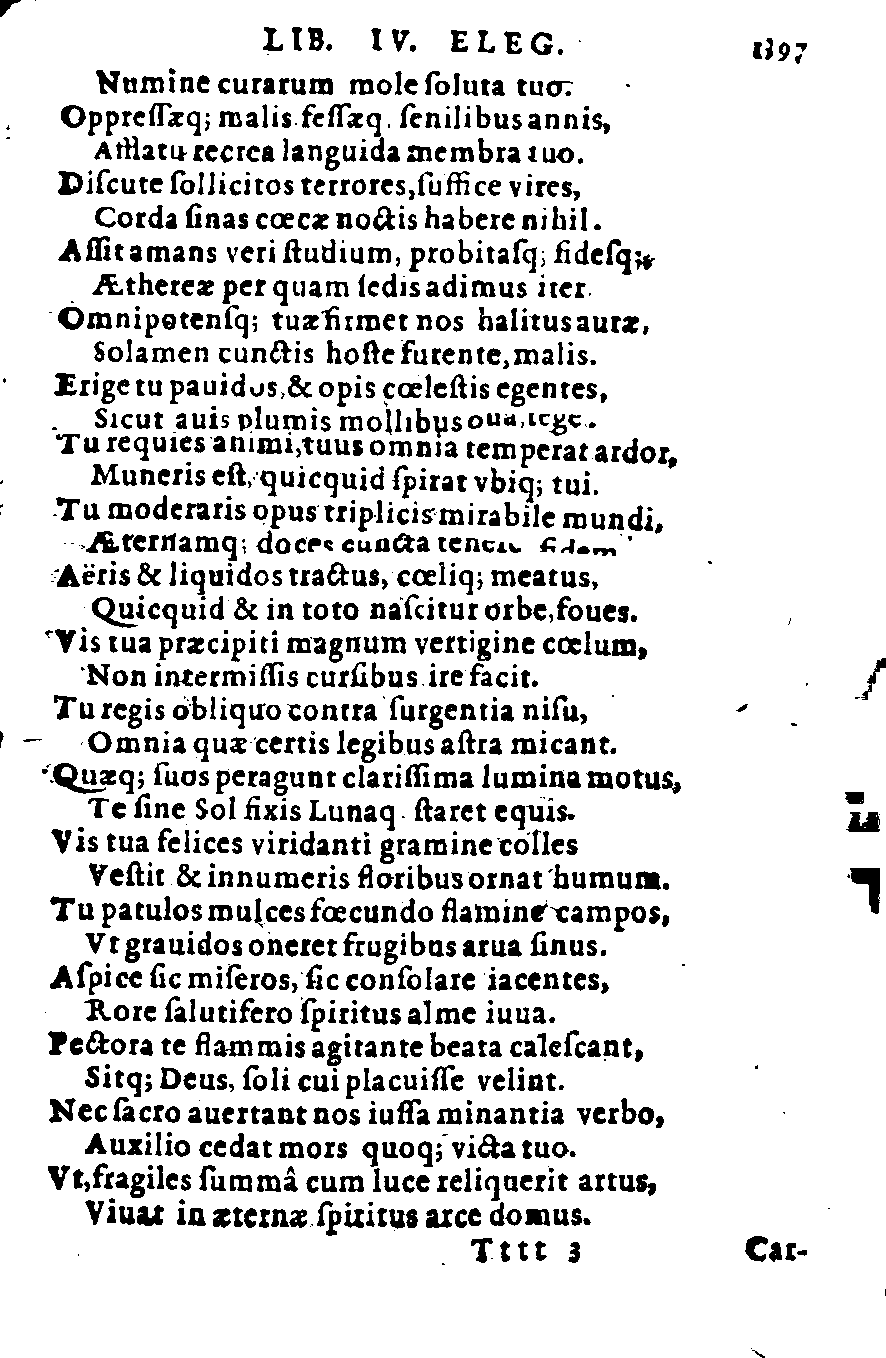 LIB. IV. ELEG. 1397
Numine curarum mole ſoluta tuo.
Oppreſſæq; malis feſſæq. ſenilibus annis,
Afflatu recrea languida membra tuo.
Diſcute ſollicitos terrores, ſuffice vires,
Corda ſinas cœcæ noctis habere nihil.
Aſſit amans veri ſtudium, probitaſq; fideſq;
Æthereæ per quam ſedis adimus iter.
Omnipotenſq; tuæ firmet nos halitus auræ,
Solamen cunctis hoſte furente, malis.
Erige tu pauidos, & opis cœleſtis egentes,
Sicut auis plumis mollibus oua, tege.
Tu requies animi, tuus omnia temperat ardor,
Muneris eſt, quicquid ſpirat vbiq; tui.
Tu moderaris opus triplicis mirabile mundi,
Æternamq; doces cuncta fidem
Aëris & liquidos tractus, cœliq; meatus,
Quicquid & in toto naſcitur orbe, foues.
Vis tua præcipiti magnum vertigine cœlum,
Non intermiſſis curſibus ire facit.
Tu regis obliquo contra ſurgentia niſu,
Omnia quæ certis legibus aſtra micant.
Quæq; ſuos peragunt clariſſima lumina motus,
Te ſine Sol fixis Lunaq. ſtaret equis.
Vis tua felices viridanti gramine colles
Veſtit & innumeris floribus ornat humum.
Tu patulos mulces fœcundo flamine campos,
Vt grauidos oneret frugibus arua ſinus.
Aſpice ſic miſeros, ſic conſolare iacentes,
Rore ſalutifero ſpiritus alme iuua.
Pectora te flammis agitante beata caleſcant,
Sitq; Deus, ſoli cui placuiſſe velint.
Nec ſacro auertant nos iuſſa minantia verbo,
Auxilio cedat mors quoq; victa tuo.
Vt, fragiles ſummâ cum luce reliquerit artus,
Viuat in æternæ ſpiritus arce domus.
Tttt 3 Car-